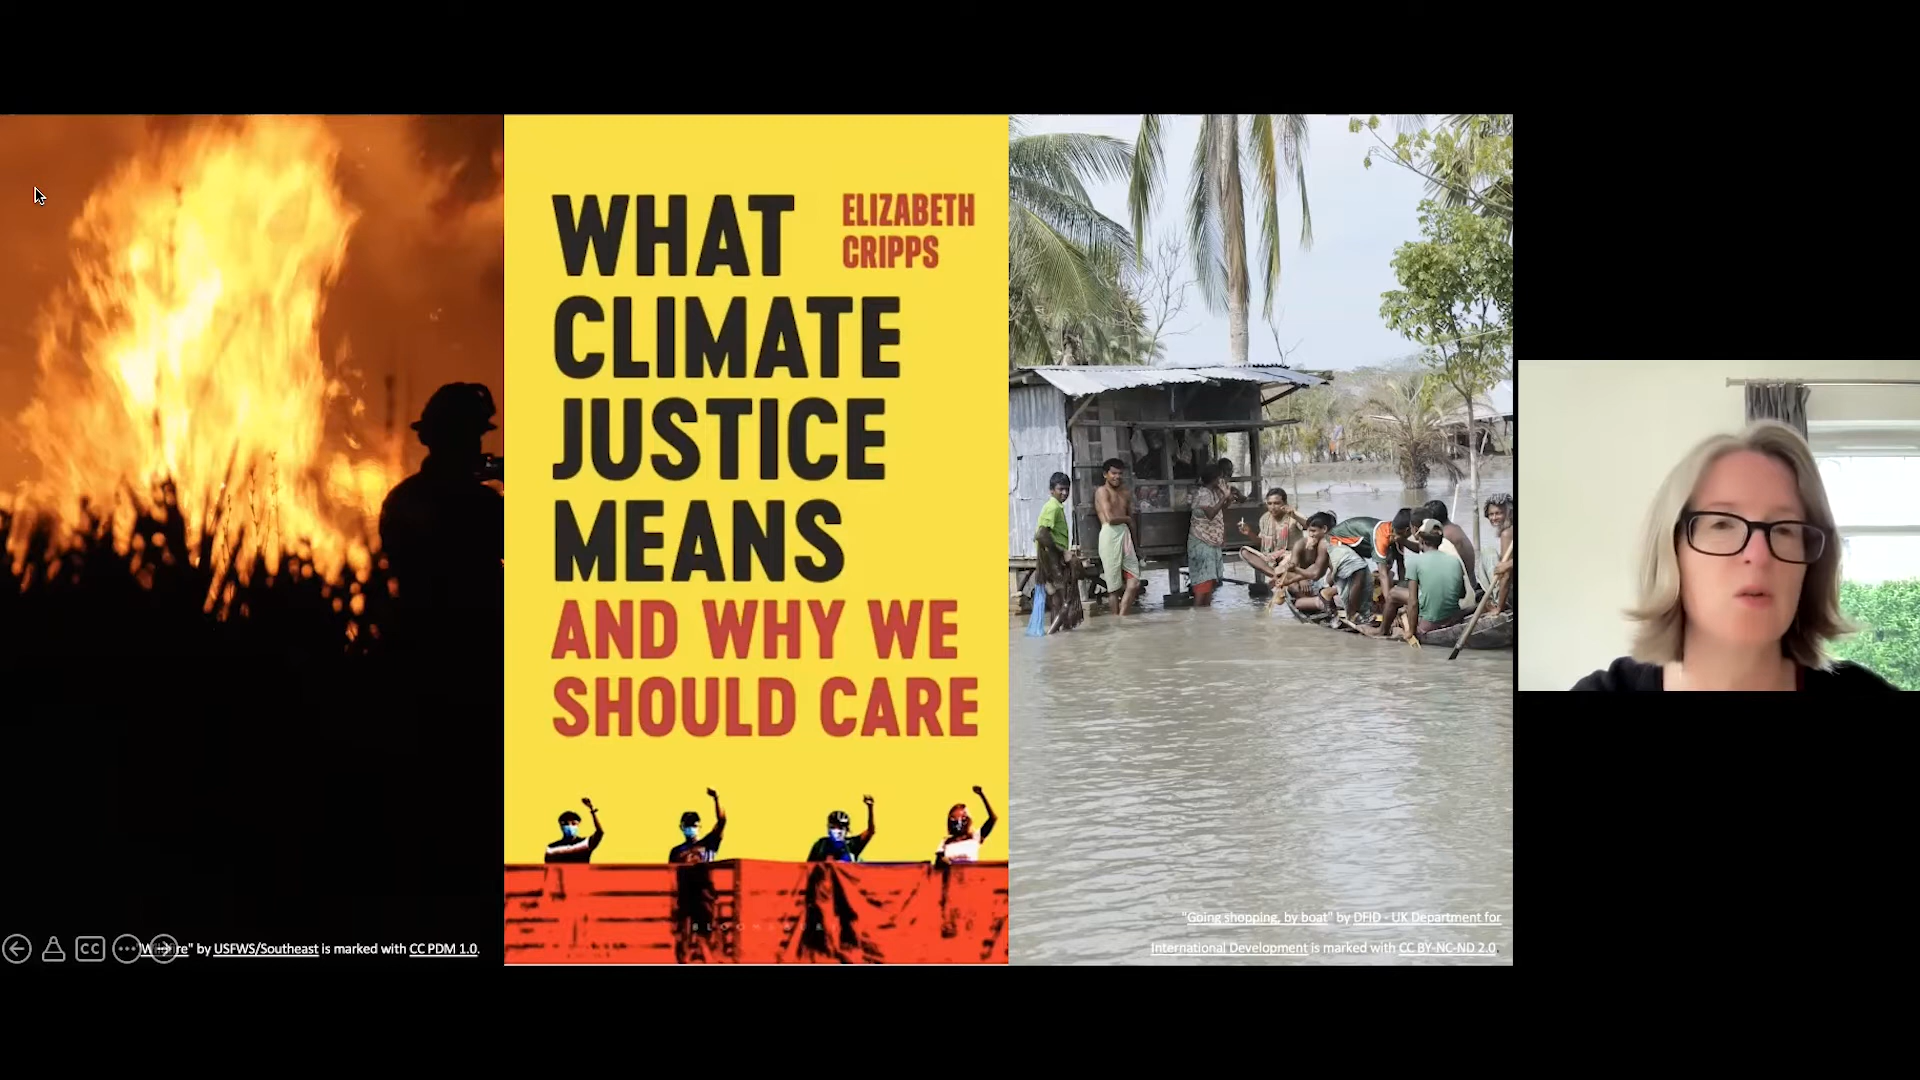 WHAT
CLIMATE
JUSTICE
MEANS
AND WHY WE
SHOULD CARE
ELIZABETH
CRIPPS
BLOOMSBURY
"Going shopping, by boat" by DFID - UK Department for
International Development is marked with CC BY-NC-ND 2.0.
CC
by USFWS/Southeast is marked with CC PDM 1.0.